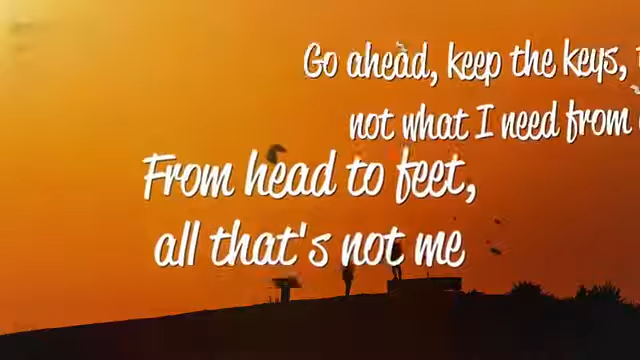 Go ahead, keep the keys,
not what I need from
From head to feet,
all that's not me